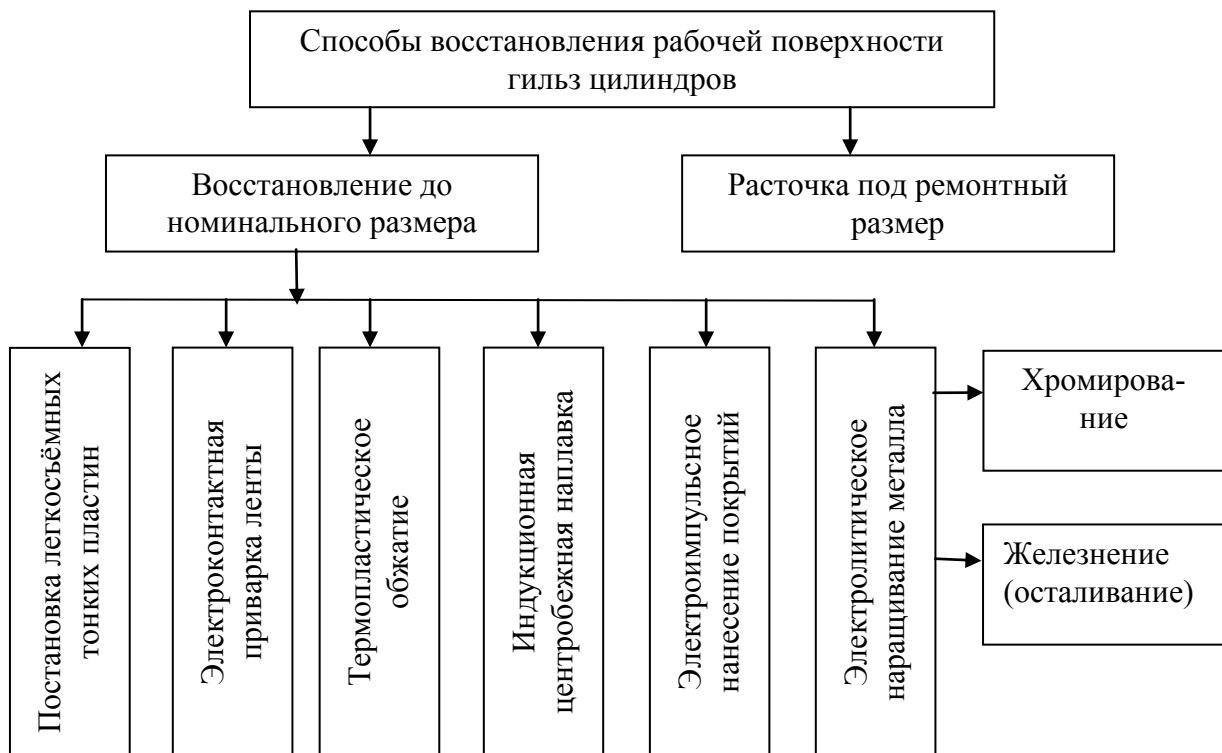 Способы восстановления рабочей поверхности
гильз цилиндров
Восстановление до
номинального размера
Расточка под ремонтный
размер
Постановка легкосъёмных
тонких пластин
Электроконтактная
приварка ленты
Термопластическое
обжатие
Индукционная
центробежная наплавка
Электроимпульсное
нанесение покрытий
Электролитическое
наращивание металла
Хромирова-
ние
Железнение
(осталивание)